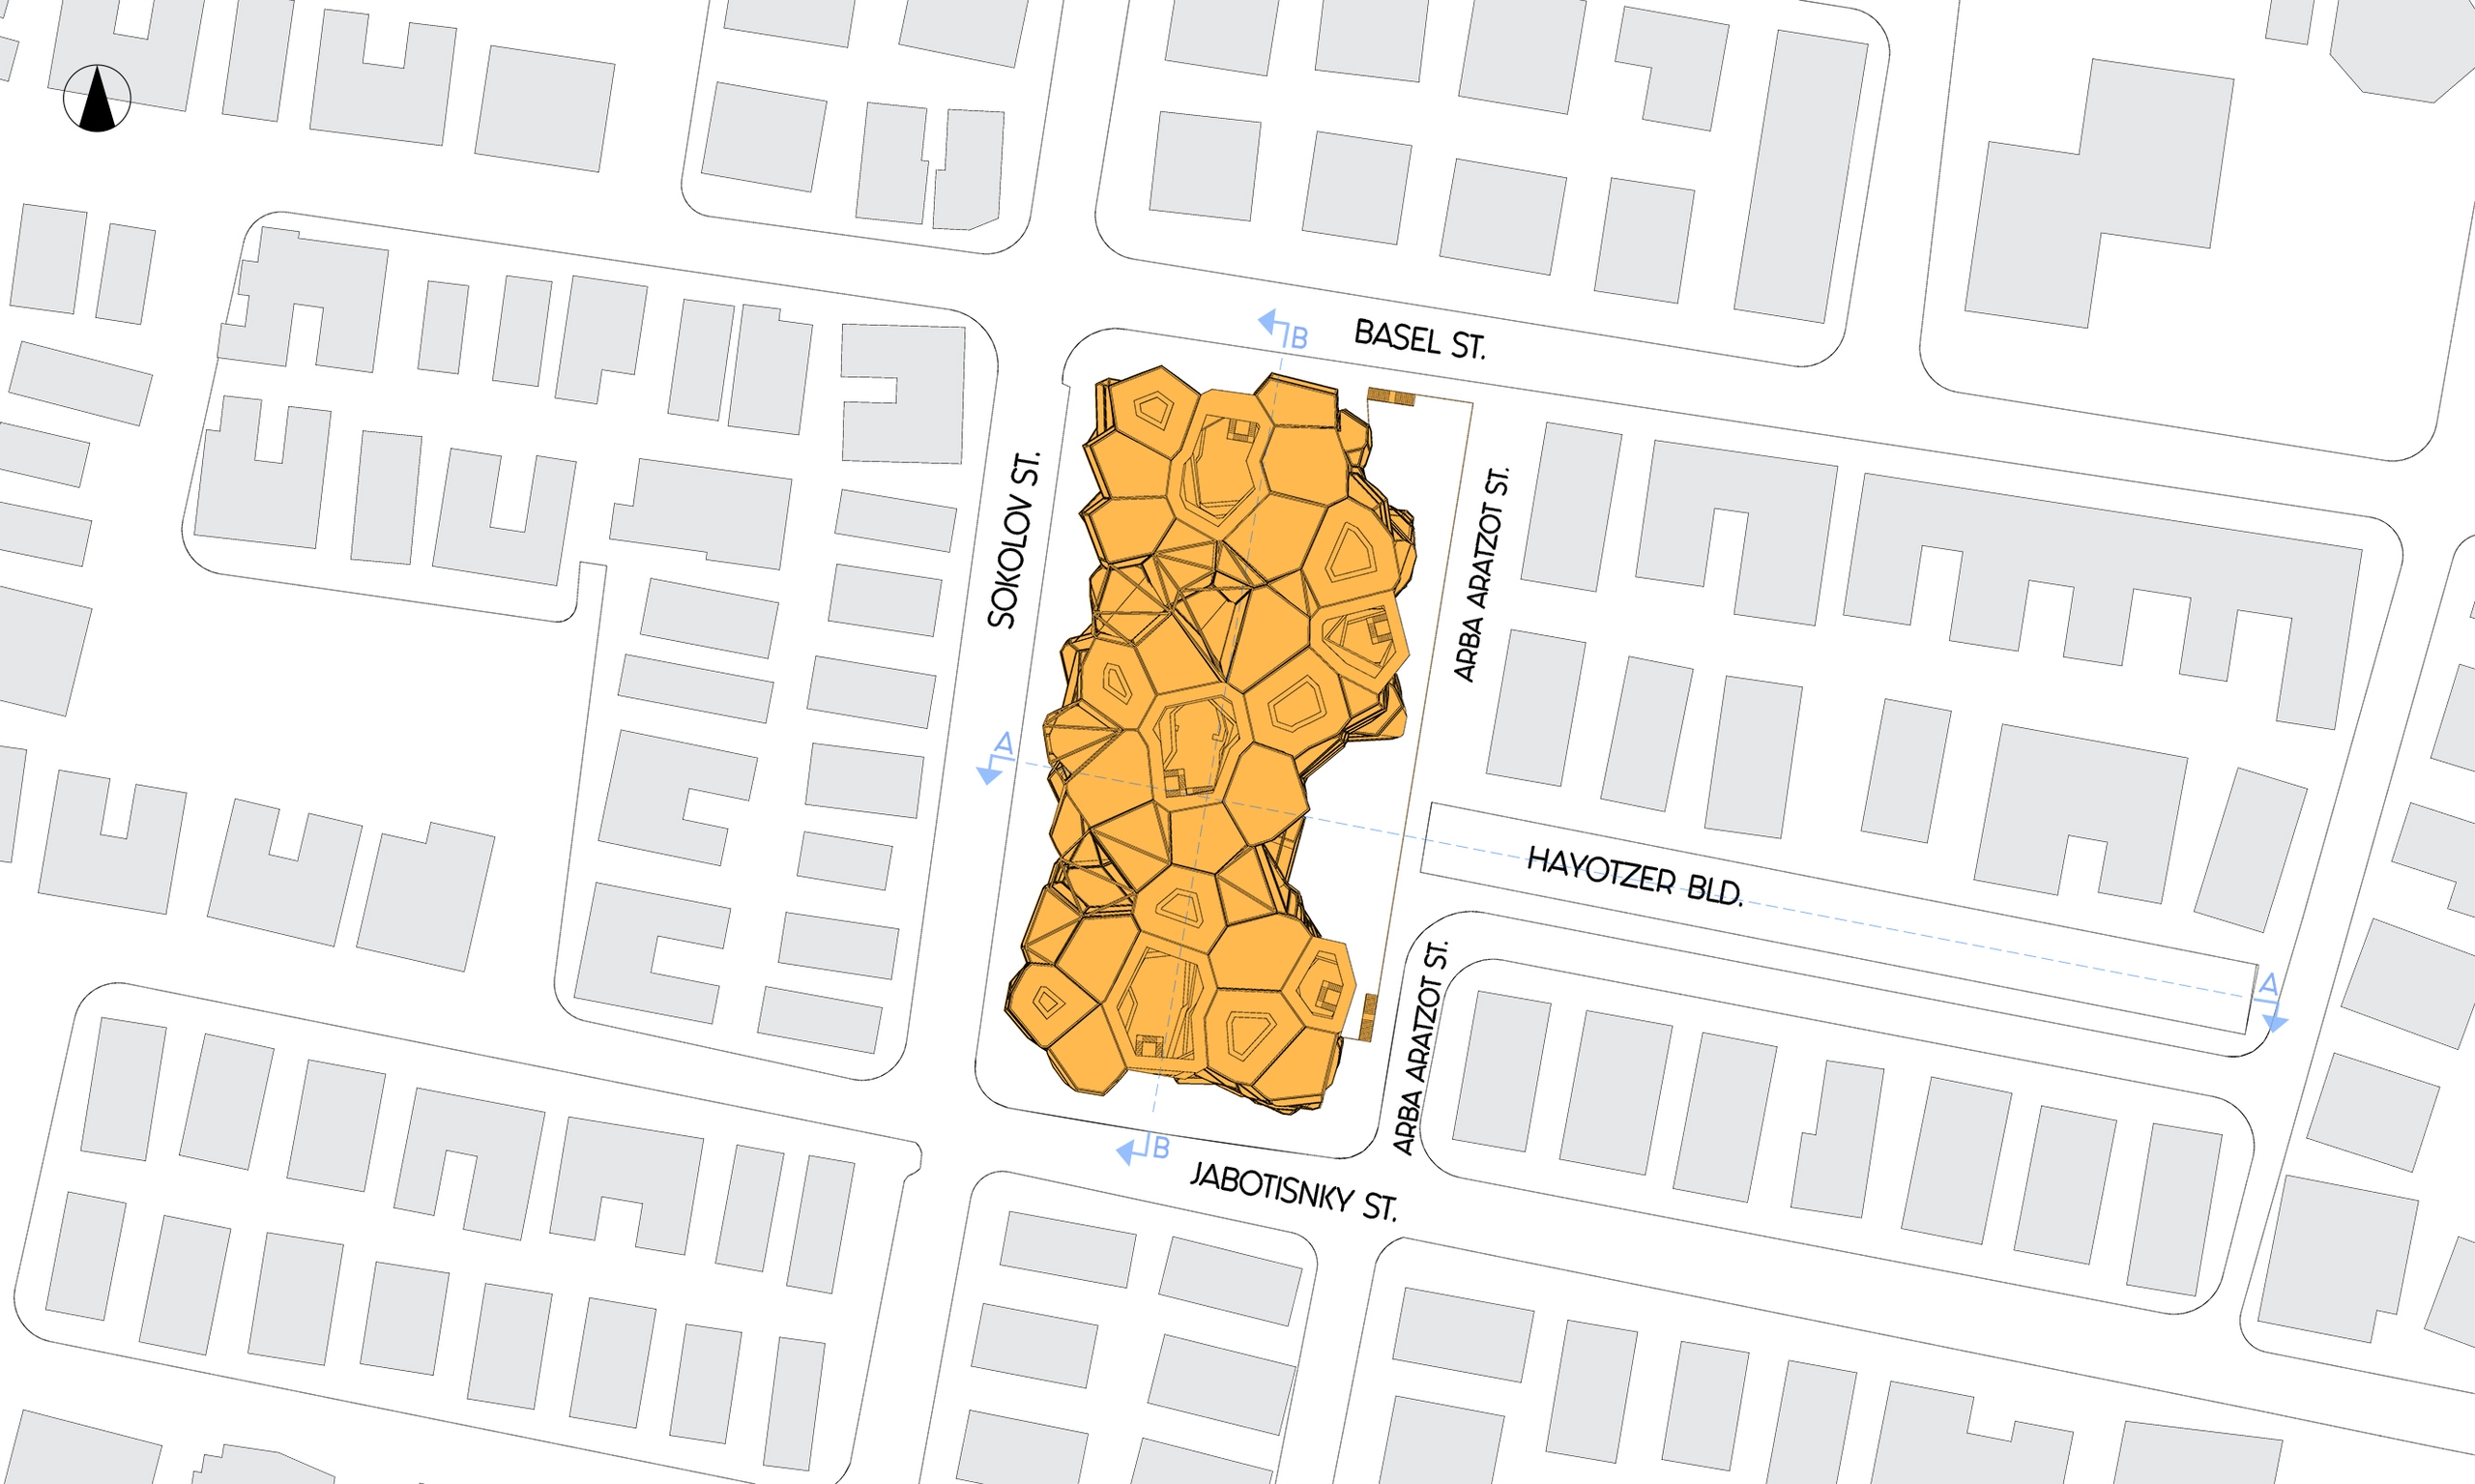 B
BASEL ST.
SOKOLOV ST.
ARBA ARATZOT ST.
A
HAYOTZER BLD.
ARBA ARATZOT ST.
A
B
JABOTISNKY ST.